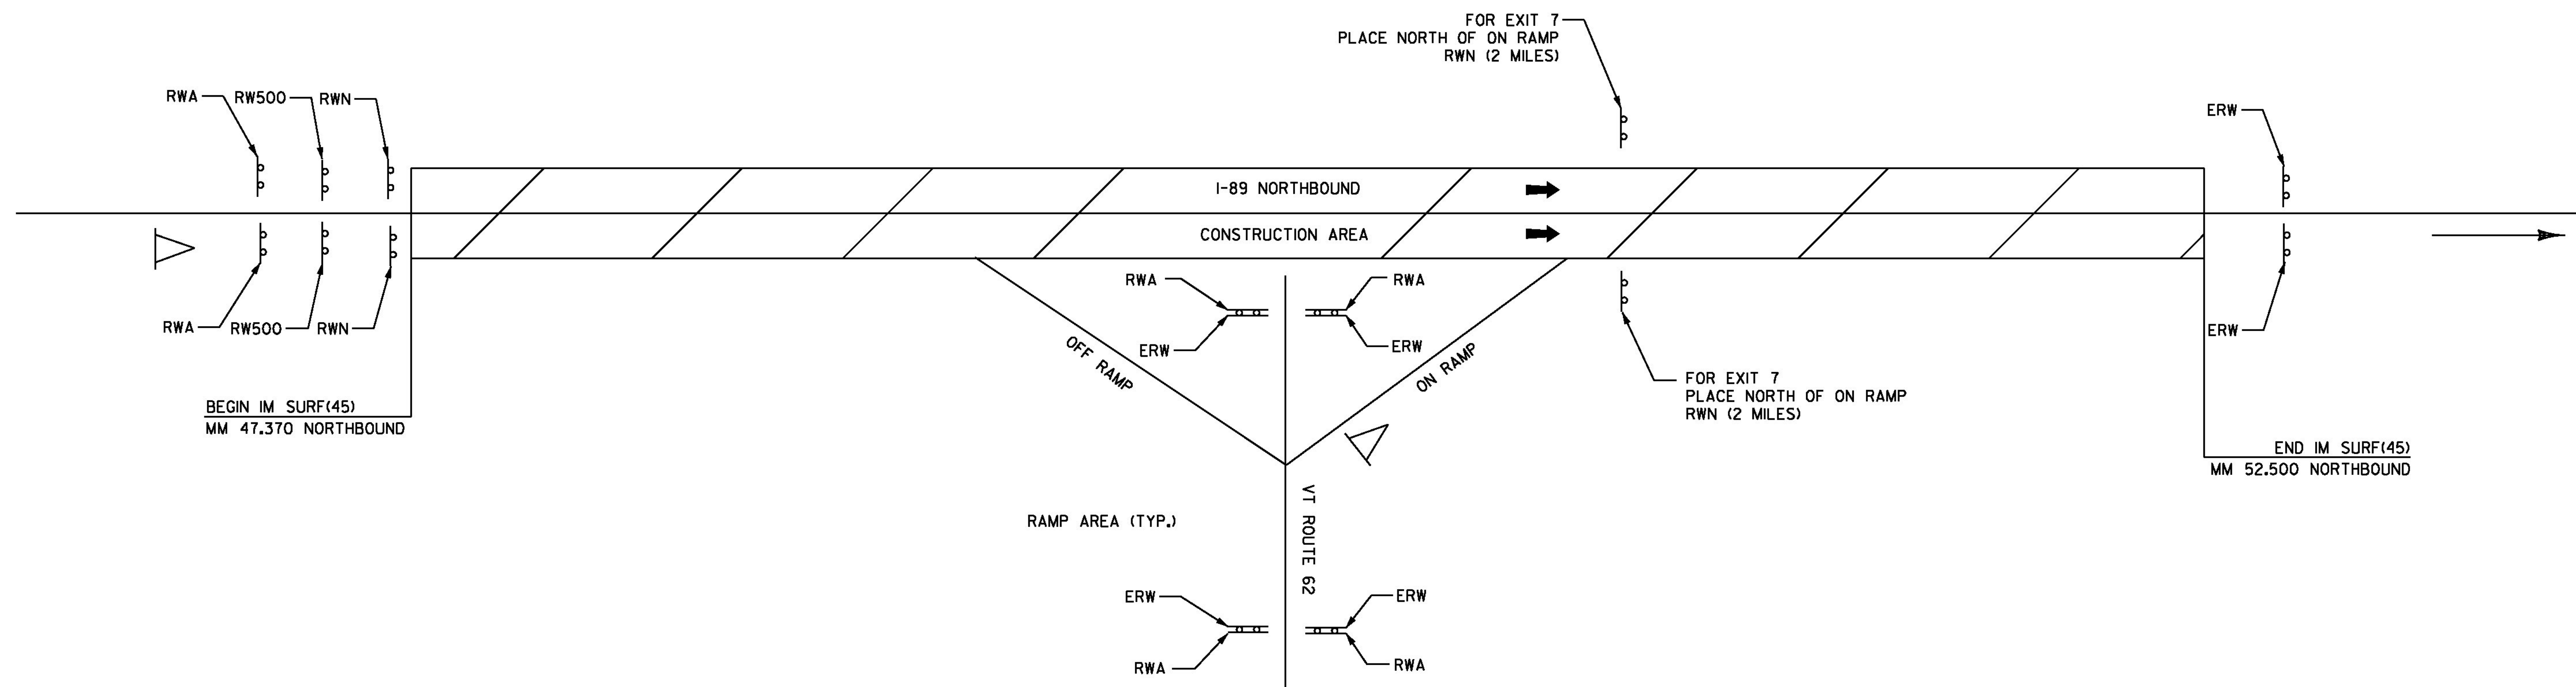 FOR EXIT 7
PLACE NORTH OF ON RAMP
RWN (2 MILES)
RWA
RW500
RWN
ERW
I-89 NORTHBOUND
CONSTRUCTION AREA
RWA
RW500
RWN
RWA
RWA
ERW
ERW
ERW
OFF RAMP
ON RAMP
FOR EXIT 7
PLACE NORTH OF ON RAMP
RWN (2 MILES)
BEGIN IM SURF(45)
MM 47.370 NORTHBOUND
END IM SURF(45)
MM 52.500 NORTHBOUND
RAMP AREA (TYP.)
VT ROUTE 62
ERW
ERW
RWA
RWA